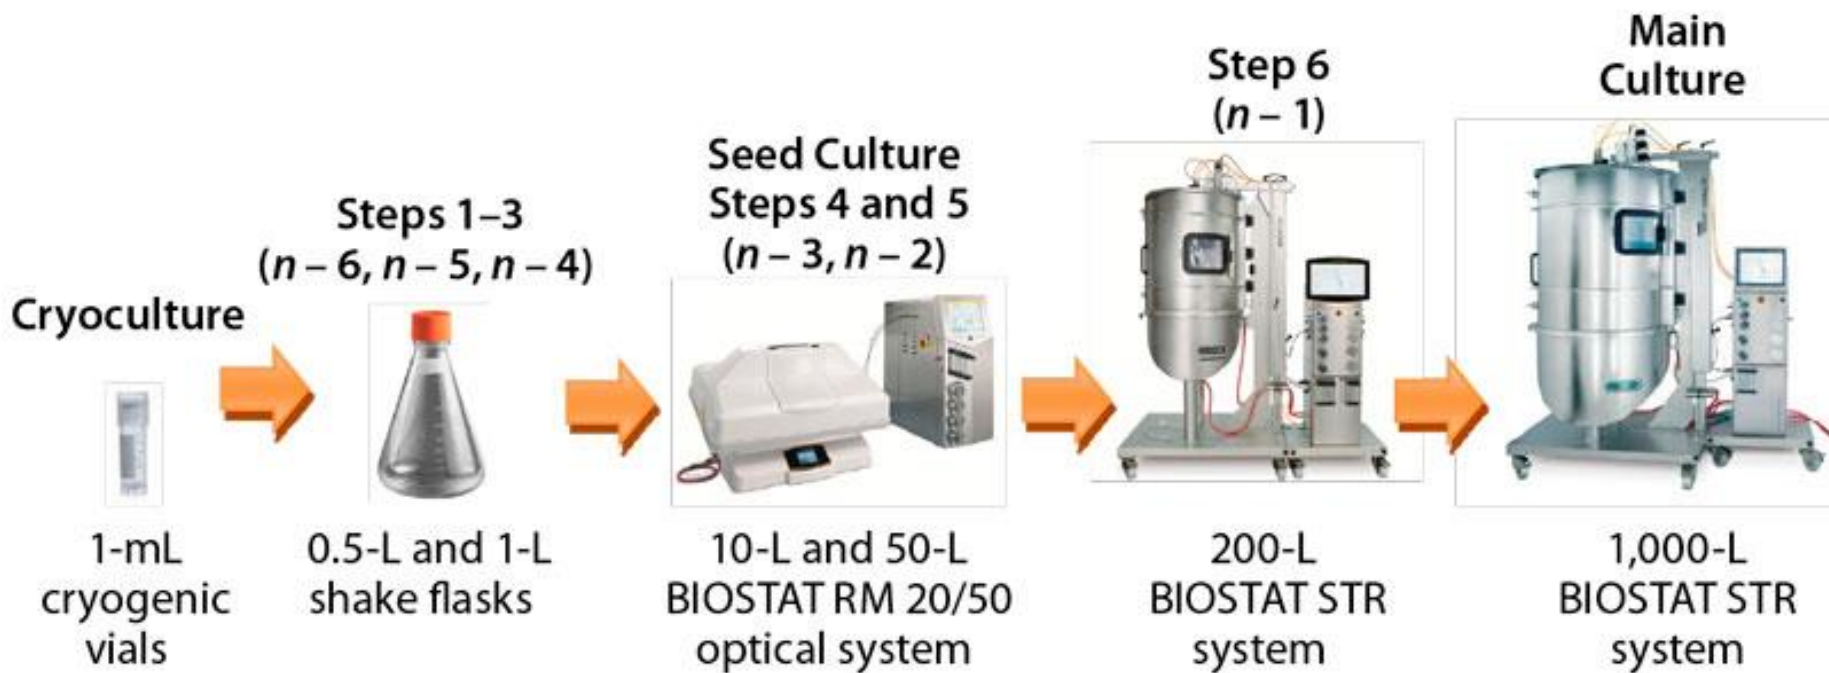 Cryoculture
1-mL
cryogenic
vials
Steps 1–3
(n – 6, n – 5, n – 4)
0.5-L and 1-L
shake flasks
Seed Culture
Steps 4 and 5
(n – 3, n – 2)
10-L and 50-L
BIOSTAT RM 20/50
optical system
Step 6
(n – 1)
200-L
BIOSTAT STR
system
Main
Culture
1,000-L
BIOSTAT STR
system